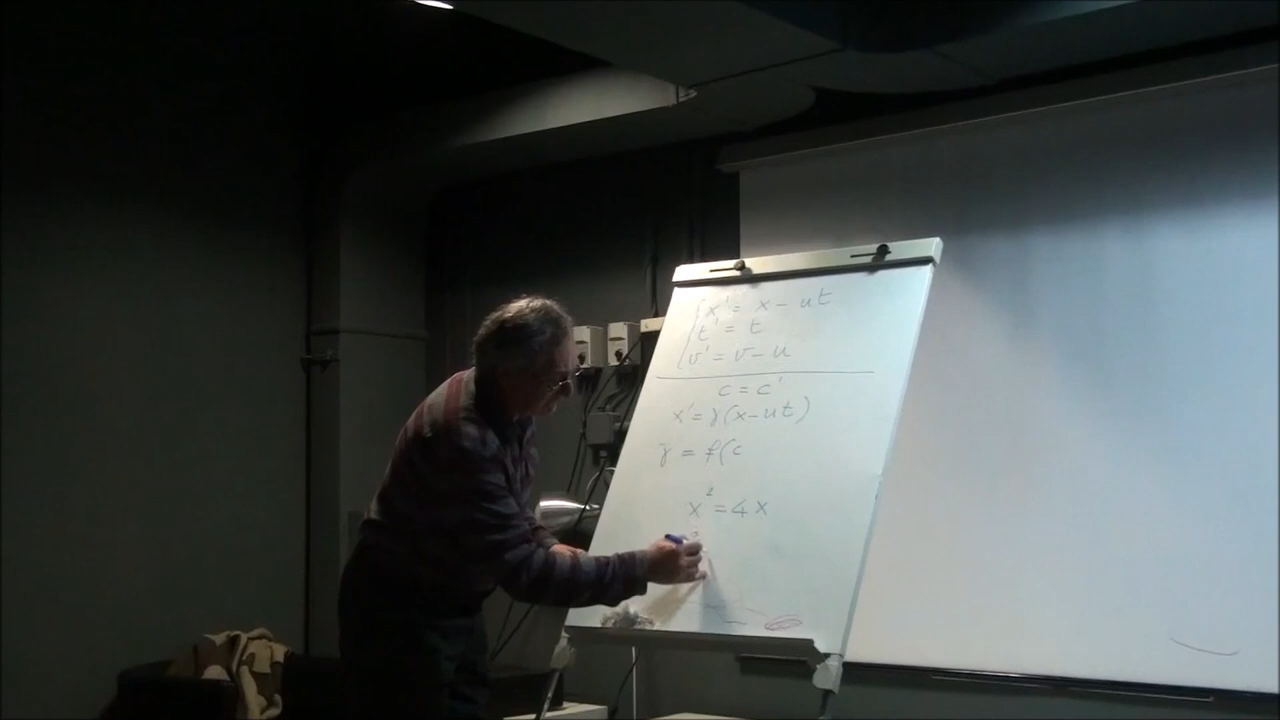 x' = x - ut
t' = t
v' = v - u
c = c'
x' = γ(x - ut)
γ = f(c
x² = 4x